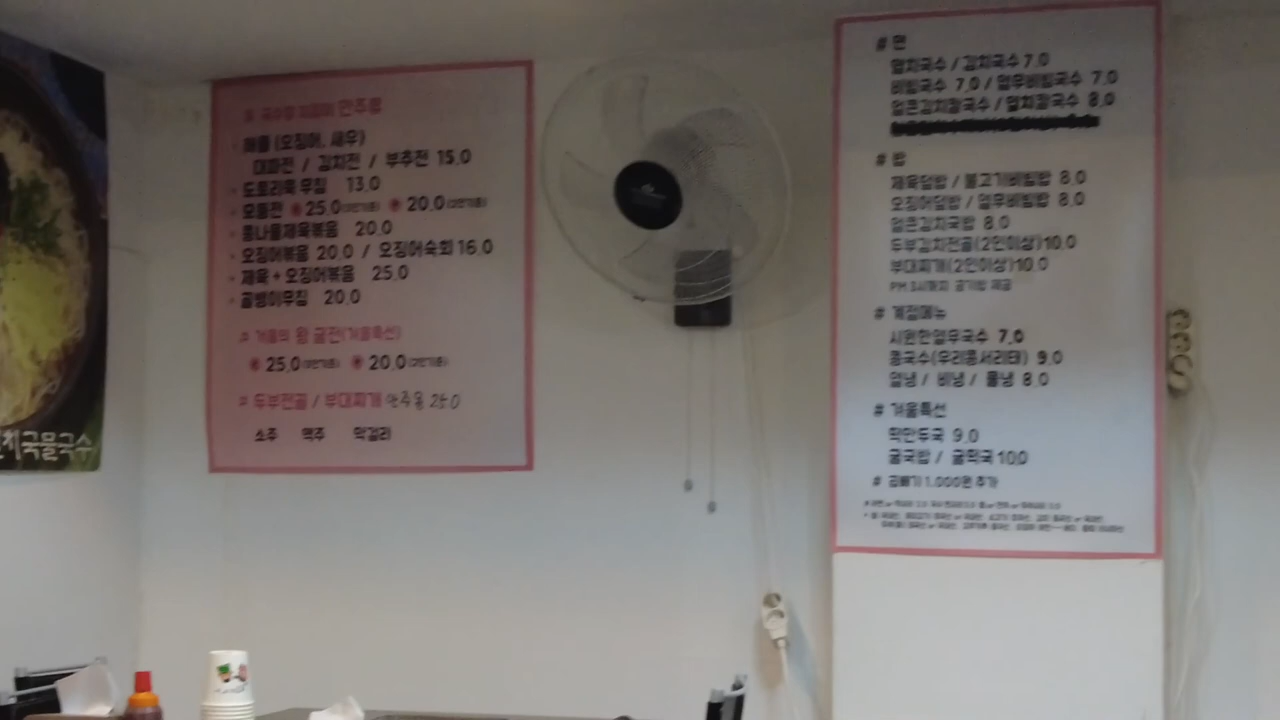 치국물국수
안주류
해물 (오징어, 새우)
대파전 / 김치전 / 부추전 15.0
도토리묵 무침 13.0
모듬전 25.0 20.0
콩나물제육볶음 20.0
오징어볶음 20.0 / 오징어숙회 16.0
제육 + 오징어볶음 25.0
골뱅이무침 20.0
겨울의 왕 굴전(겨울특선)
25.0 20.0
두부전골 / 부대찌개 안주용 25.0
소주 맥주 막걸리
# 면
멸치국수 / 김치국수 7.0
비빔국수 7.0 / 열무비빔국수 7.0
얼큰김치칼국수 / 멸치칼국수 8.0
# 밥
제육덮밥 / 불고기비빔밥 8.0
오징어덮밥 / 열무비빔밥 8.0
얼큰김치국밥 8.0
두부김치전골(2인이상)10.0
부대찌개(2인이상)10.0
PM 3시까지 공기밥 제공
# 계절메뉴
시원한열무국수 7.0
콩국수(우리콩서리태) 9.0
열냉 / 비냉 / 물냉 8.0
# 겨울특선
떡만두국 9.0
굴국밥 / 굴떡국 10.0
# 곱빼기 1.000원 추가